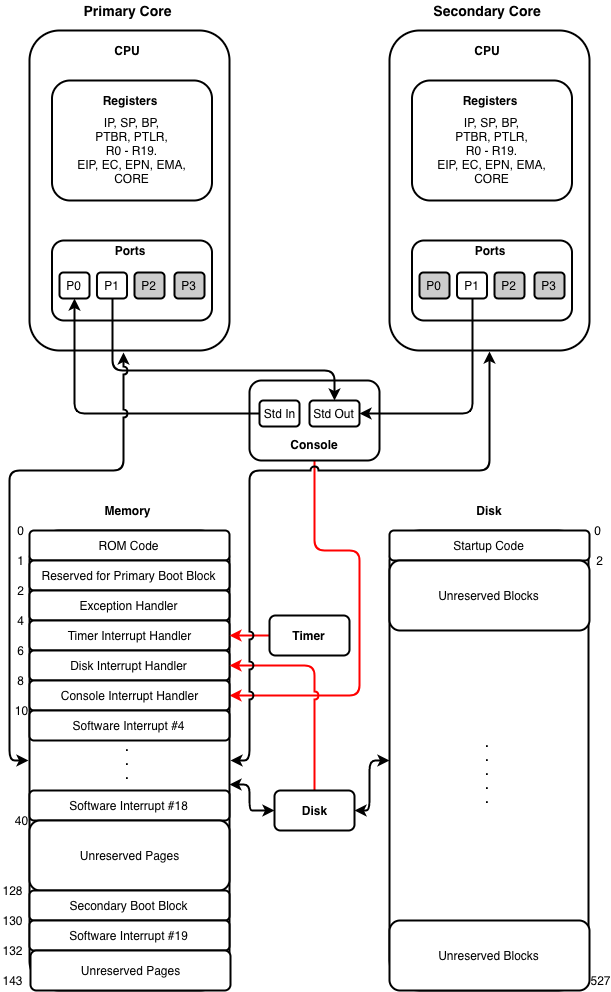 Primary Core
Secondary Core
CPU
Registers
IP, SP, BP,
PTBR, PTLR,
R0 - R19.
EIP, EC, EPN, EMA,
CORE
Ports
P0
P1
P2
P3
CPU
Registers
IP, SP, BP,
PTBR, PTLR,
R0 - R19.
EIP, EC, EPN, EMA,
CORE
Ports
P0
P1
P2
P3
Std In
Std Out
Console
Memory
0
ROM Code
1
Reserved for Primary Boot Block
2
Exception Handler
4
Timer Interrupt Handler
6
Disk Interrupt Handler
8
Console Interrupt Handler
10
Software Interrupt #4
.
.
.
Software Interrupt #18
40
Unreserved Pages
128
Secondary Boot Block
130
Software Interrupt #19
132
Unreserved Pages
143
Timer
Disk
Disk
0
Startup Code
2
Unreserved Blocks
.
.
.
.
.
Unreserved Blocks
527